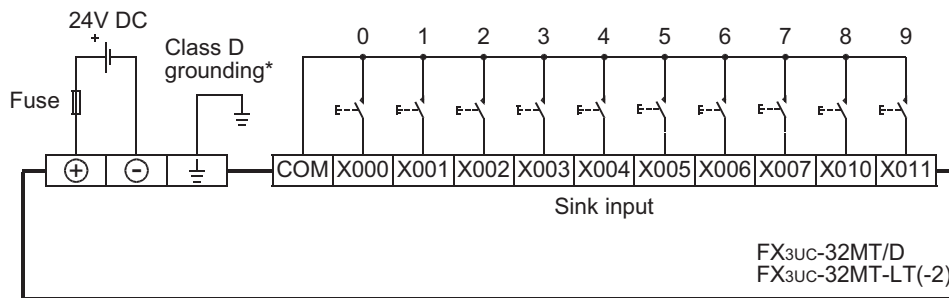 24V DC
+
Class D
grounding*
Fuse
0 1 2 3 4 5 6 7 8 9
+ -
COM X000 X001 X002 X003 X004 X005 X006 X007 X010 X011
Sink input
FX3UC-32MT/D
FX3UC-32MT-LT(-2)